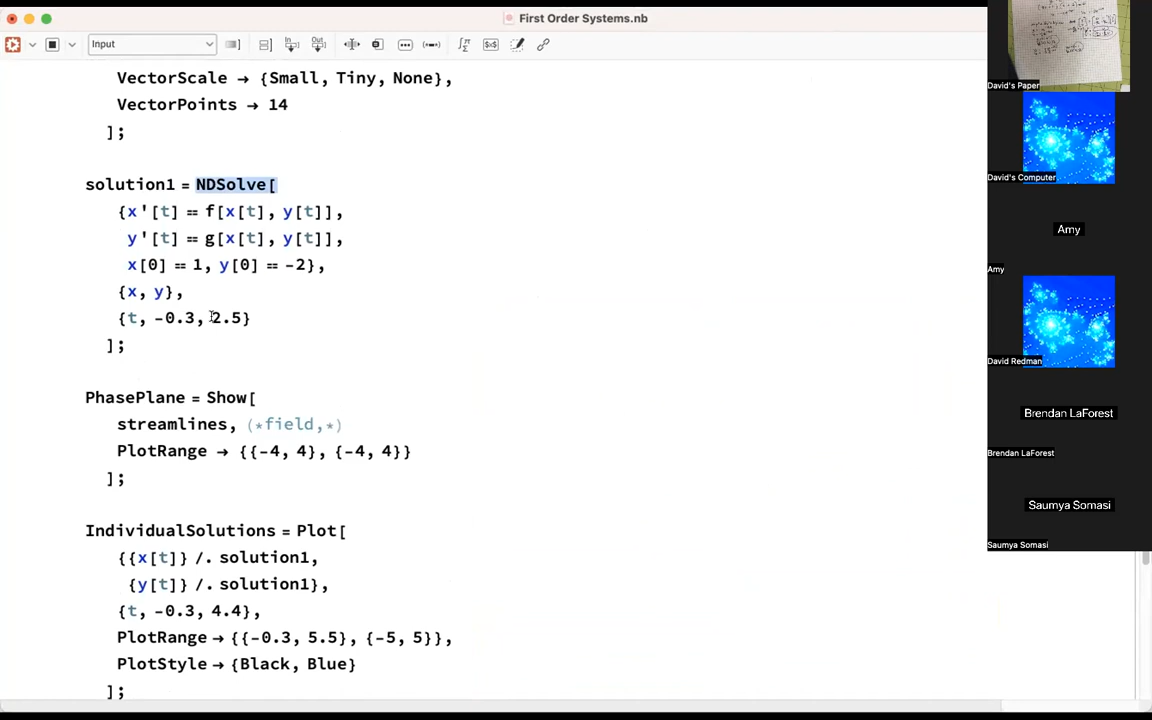 First Order Systems.nb
Input
VectorScale → {Small, Tiny, None},
VectorPoints → 14
];
solution1 = NDSolve[
{x'[t] == f[x[t], y[t]],
y'[t] == g[x[t], y[t]],
x[0] == 1, y[0] == -2},
{x, y},
{t, -0.3, 2.5}
];
PhasePlane = Show[
streamlines, (*field,*)
PlotRange → {{-4, 4}, {-4, 4}}
];
IndividualSolutions = Plot[
{{x[t]} /. solution1,
{y[t]} /. solution1},
{t, -0.3, 4.4},
PlotRange → {{-0.3, 5.5}, {-5, 5}},
PlotStyle → {Black, Blue}
];
David's Paper
David's Computer
Amy
Amy
David Redman
Brendan LaForest
Brendan LaForest
Saumya Somasi
Saumya Somasi